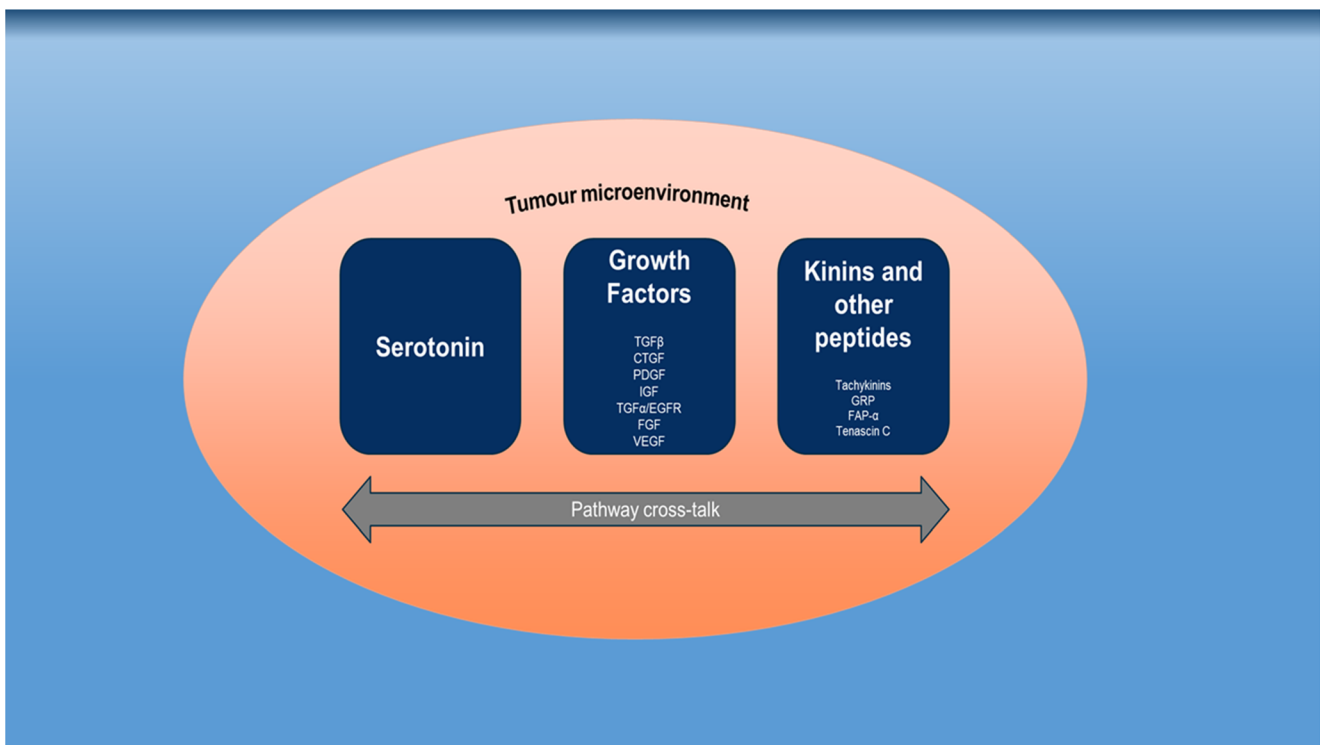 Tumour microenvironment
Serotonin
Growth
Factors
TGFβ
CTGF
PDGF
IGF
TGFα/EGFR
FGF
VEGF
Kinins and
other
peptides
Tachykinins
GRP
FAP-α
Tenascin C
Pathway cross-talk